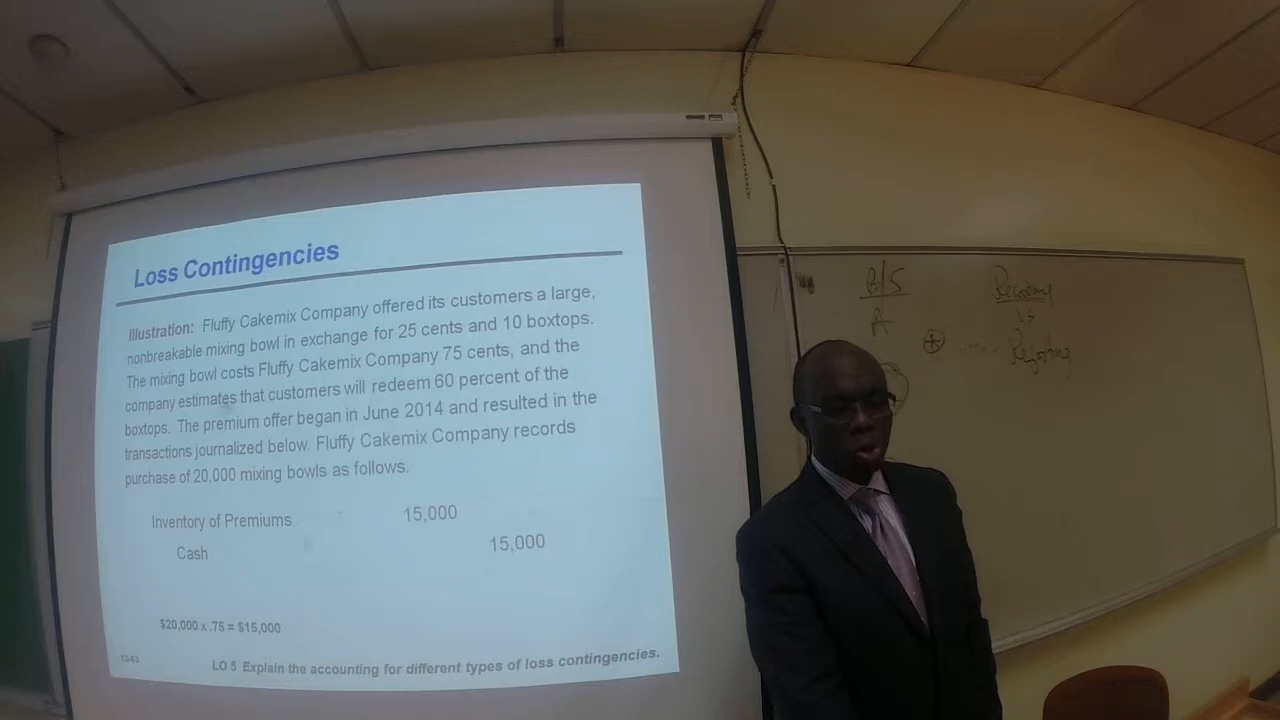 Loss Contingencies
Illustration: Fluffy Cakemix Company offered its customers a large,
nonbreakable mixing bowl in exchange for 25 cents and 10 boxtops.
The mixing bowl costs Fluffy Cakemix Company 75 cents, and the
company estimates that customers will redeem 60 percent of the
boxtops. The premium offer began in June 2014 and resulted in the
transactions journalized below. Fluffy Cakemix Company records
purchase of 20,000 mixing bowls as follows.
Inventory of Premiums 15,000
Cash 15,000
$20,000 x .75 = $15,000
13-63
LO 5 Explain the accounting for different types of loss contingencies.
B/S
A
Recording
Reporting